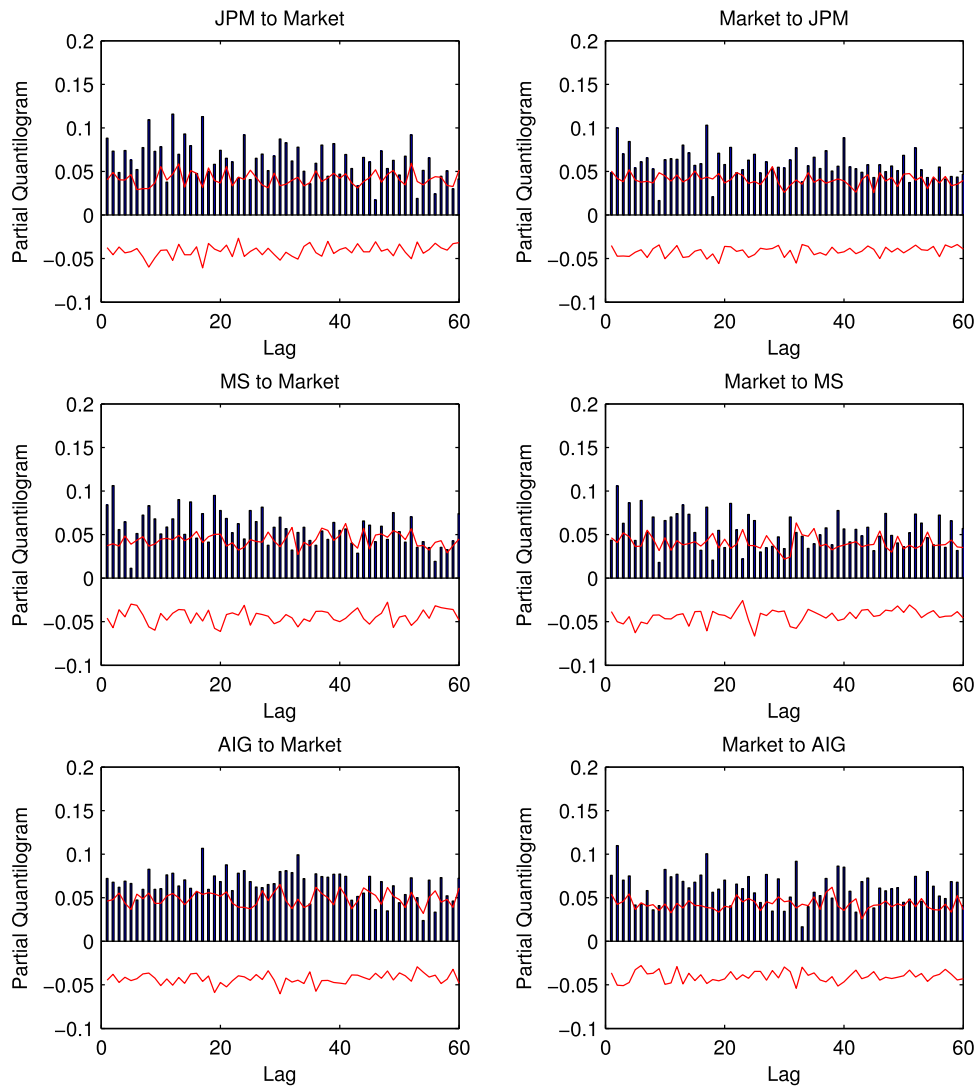 JPM to Market
0.2
0.15
0.1
0.05
0
−0.05
−0.1
Partial Quantilogram
0 20 40 60
Lag
Market to JPM
0.2
0.15
0.1
0.05
0
−0.05
−0.1
Partial Quantilogram
0 20 40 60
Lag
MS to Market
0.2
0.15
0.1
0.05
0
−0.05
−0.1
Partial Quantilogram
0 20 40 60
Lag
Market to MS
0.2
0.15
0.1
0.05
0
−0.05
−0.1
Partial Quantilogram
0 20 40 60
Lag
AIG to Market
0.2
0.15
0.1
0.05
0
−0.05
−0.1
Partial Quantilogram
0 20 40 60
Lag
Market to AIG
0.2
0.15
0.1
0.05
0
−0.05
−0.1
Partial Quantilogram
0 20 40 60
Lag